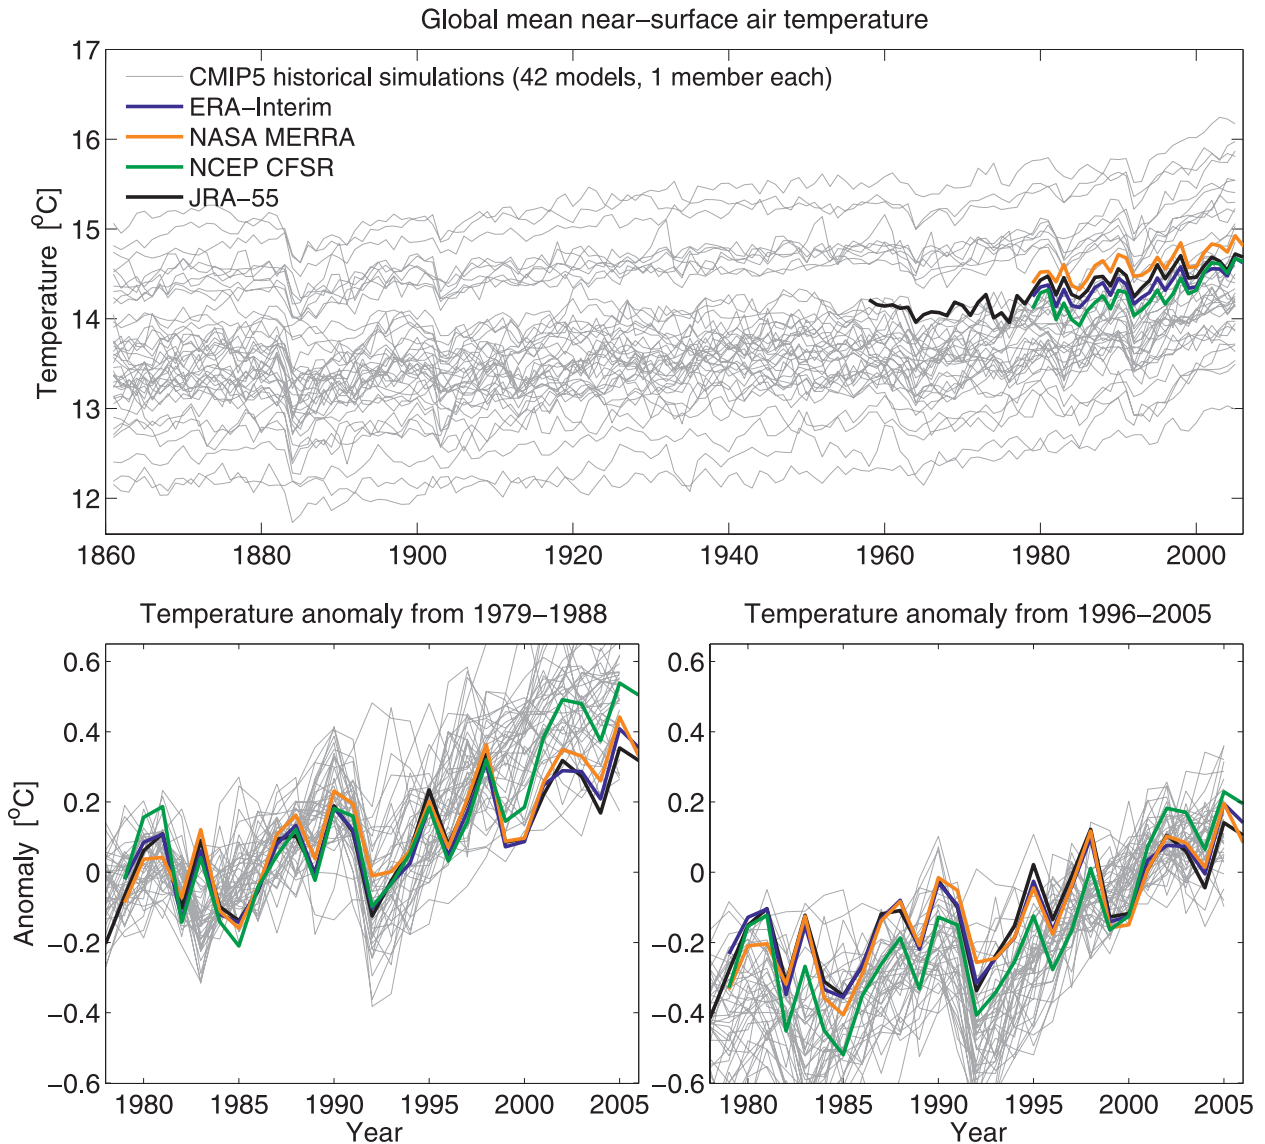 Global mean near−surface air temperature
17
16
15
14
13
12
Temperature [°C]
CMIP5 historical simulations (42 models, 1 member each)
ERA−Interim
NASA MERRA
NCEP CFSR
JRA−55
1860 1880 1900 1920 1940 1960 1980 2000
Temperature anomaly from 1979−1988
0.6
0.4
0.2
0
−0.2
−0.4
−0.6
Anomaly [°C]
1980 1985 1990 1995 2000 2005
Year
Temperature anomaly from 1996−2005
0.6
0.4
0.2
0
−0.2
−0.4
−0.6
1980 1985 1990 1995 2000 2005
Year